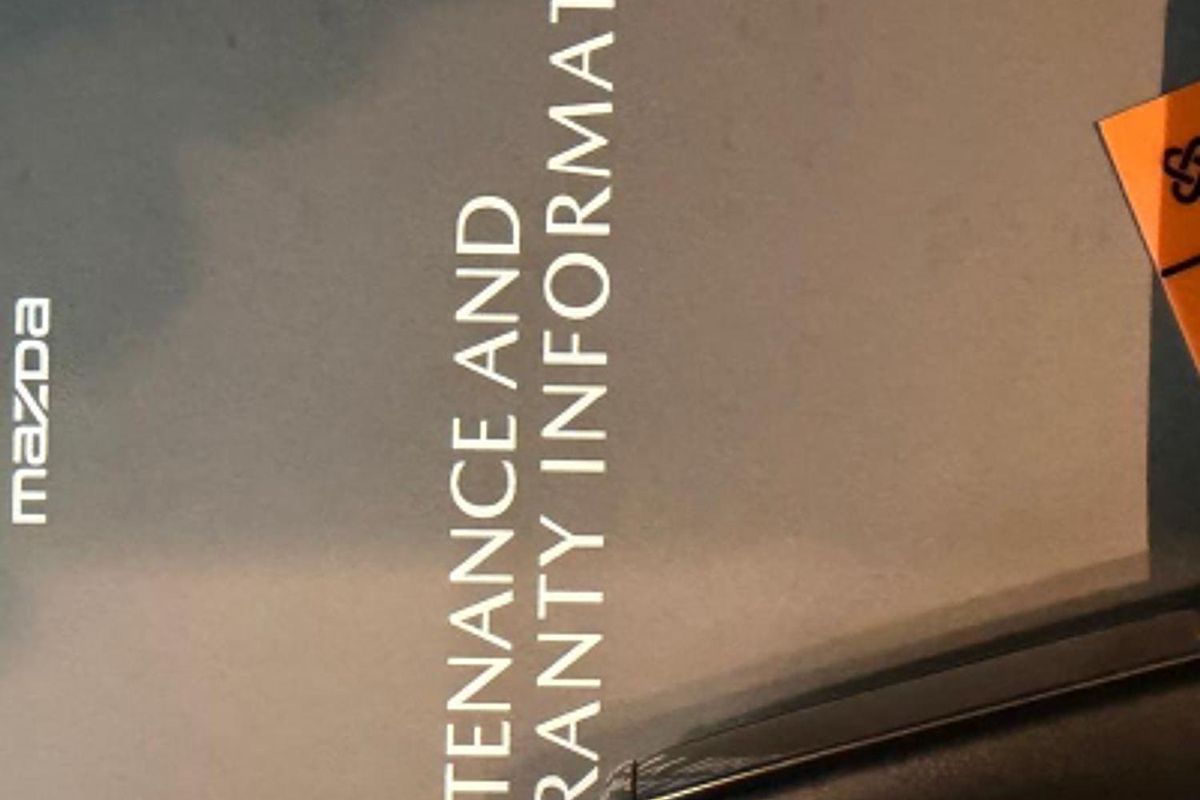 mazda
TENANCE AND
RANTY INFORMAT